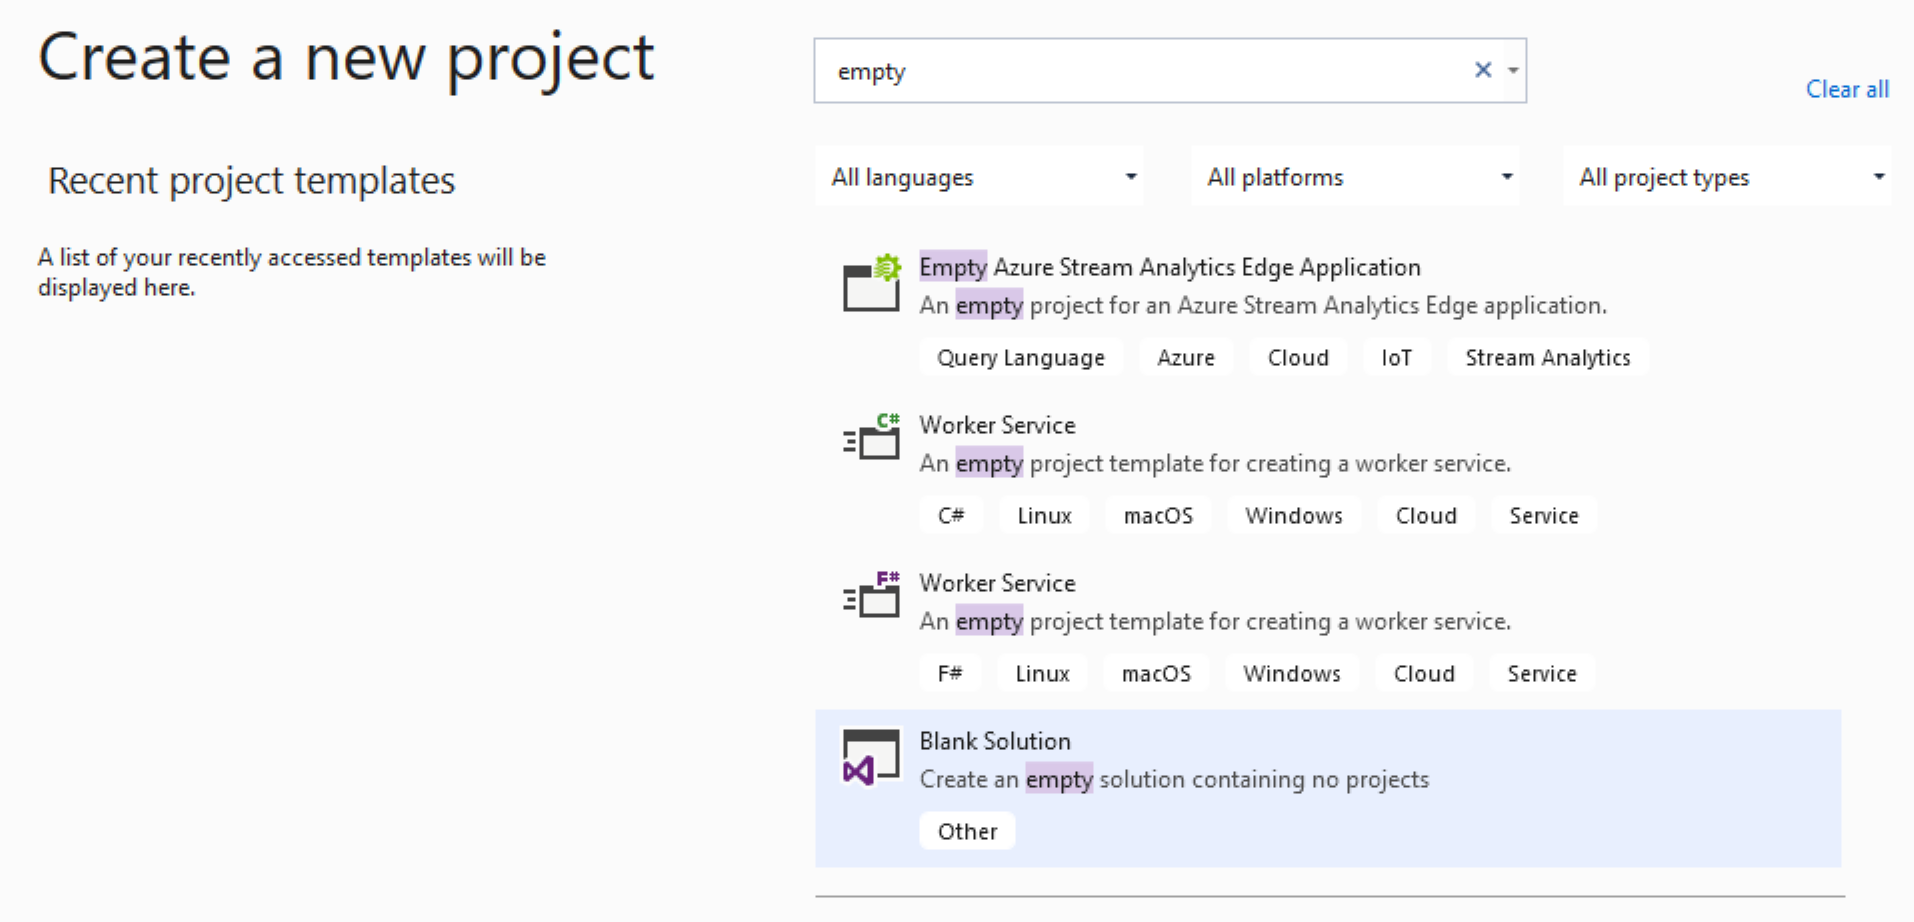 Create a new project
empty
Clear all
Recent project templates
All languages
All platforms
All project types
A list of your recently accessed templates will be
displayed here.
Empty Azure Stream Analytics Edge Application
An empty project for an Azure Stream Analytics Edge application.
Query Language Azure Cloud IoT Stream Analytics
C#
Worker Service
An empty project template for creating a worker service.
C# Linux macOS Windows Cloud Service
F#
Worker Service
An empty project template for creating a worker service.
F# Linux macOS Windows Cloud Service
Blank Solution
Create an empty solution containing no projects
Other